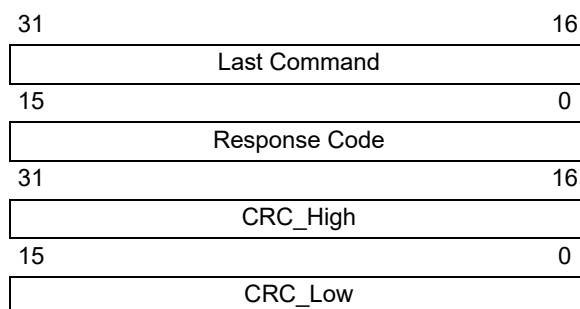 31 16
Last Command
15 0
Response Code
31 16
CRC_High
15 0
CRC_Low